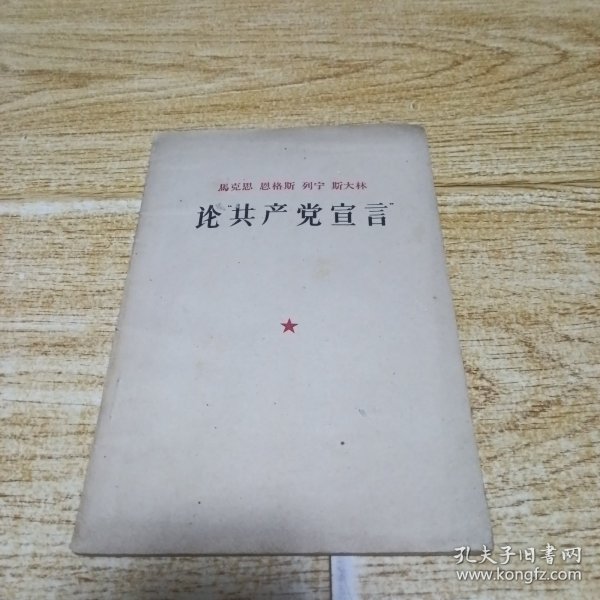 馬克思 恩格斯 列宁 斯大林
论“共产党宣言”
孔夫子旧书网
www.kongfz.com